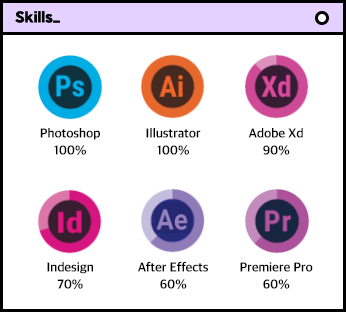 Skills_
Ps Ai Xd
Photoshop Illustrator Adobe Xd
100% 100% 90%
Id Ae Pr
Indesign After Effects Premiere Pro
70% 60% 60%